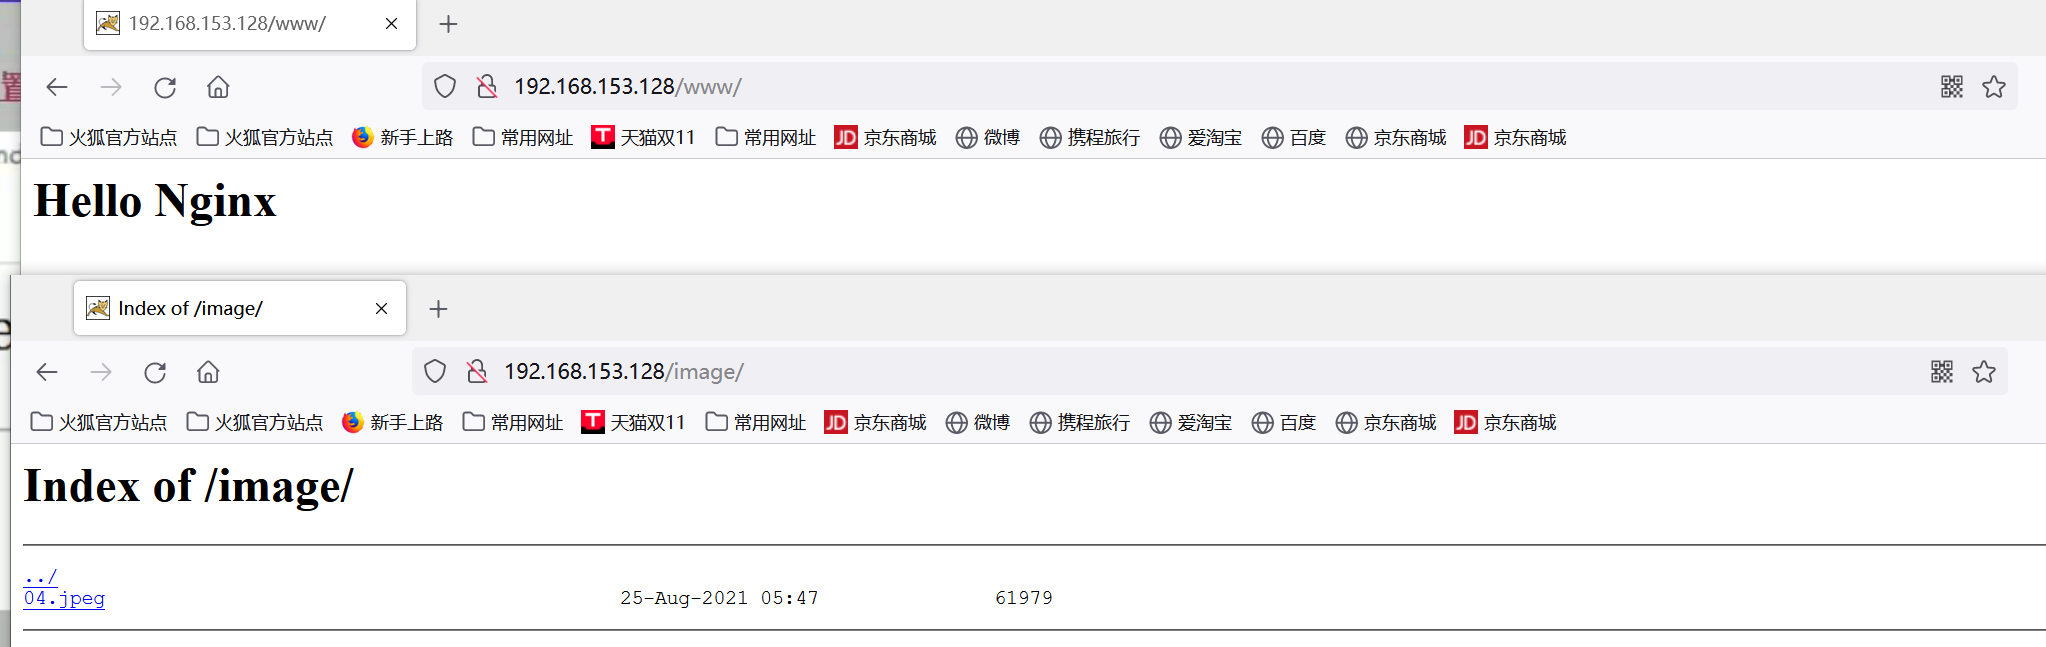 192.168.153.128/www/
192.168.153.128/www/
火狐官方站点 火狐官方站点 新手上路 常用网址 T 天猫双11 常用网址 JD 京东商城 微博 携程旅行 爱淘宝 百度 京东商城 JD 京东商城
Hello Nginx
Index of /image/
192.168.153.128/image/
火狐官方站点 火狐官方站点 新手上路 常用网址 T 天猫双11 常用网址 JD 京东商城 微博 携程旅行 爱淘宝 百度 京东商城 JD 京东商城
Index of /image/
../
04.jpeg 25-Aug-2021 05:47 61979